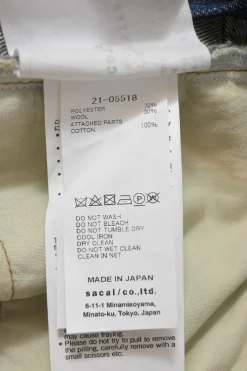 21-05518
POLYESTER 70%
WOOL 30%
ATTACHED PARTS
COTTON 100%
DO NOT WASH
DO NOT BLEACH
DO NOT TUMBLE DRY
COOL IRON
DRY CLEAN
DO NOT WET CLEAN
CLEAN IN NET
MADE IN JAPAN
sacai/co.,ltd.
6-11-1 Minamiaoyama,
Minato-ku, Tokyo, Japan
may cause fraying.
• Please do not try to pull to remove
the pilling, carefully remove with a
small scissors etc.